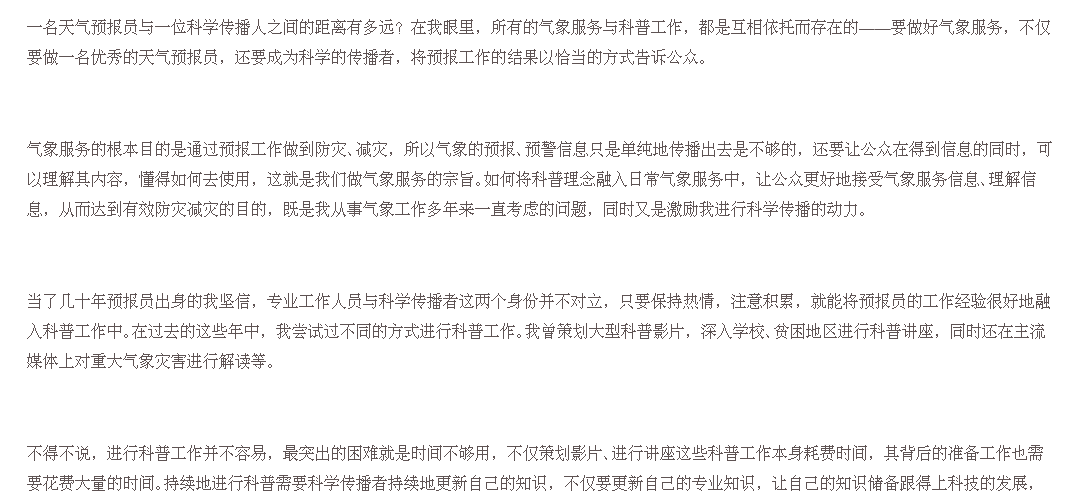 一名天气预报员与一位科学传播人之间的距离有多远？在我眼里，所有的气象服务与科普工作，都是互相依托而存在的——要做好气象服务，不仅
要做一名优秀的天气预报员，还要成为科学的传播者，将预报工作的结果以恰当的方式告诉公众。
气象服务的根本目的是通过预报工作做到防灾、减灾，所以气象的预报、预警信息只是单纯地传播出去是不够的，还要让公众在得到信息的同时，可
以理解其内容，懂得如何去使用，这就是我们做气象服务的宗旨。如何将科普理念融入日常气象服务中，让公众更好地接受气象服务信息、理解信
息，从而达到有效防灾减灾的目的，既是我从事气象工作多年来一直考虑的问题，同时又是激励我进行科学传播的动力。
当了几十年预报员出身的我坚信，专业工作人员与科学传播者这两个身份并不对立，只要保持热情，注意积累，就能将预报员的工作经验很好地融
入科普工作中。在过去的这些年中，我尝试过不同的方式进行科普工作。我曾策划大型科普影片，深入学校、贫困地区进行科普讲座，同时还在主流
媒体上对重大气象灾害进行解读等。
不得不说，进行科普工作并不容易，最突出的困难就是时间不够用，不仅策划影片、进行讲座这些科普工作本身耗费时间，其背后的准备工作也需
要花费大量的时间。持续地进行科普需要科学传播者持续地更新自己的知识，不仅要更新自己的专业知识，让自己的知识储备跟得上科技的发展，